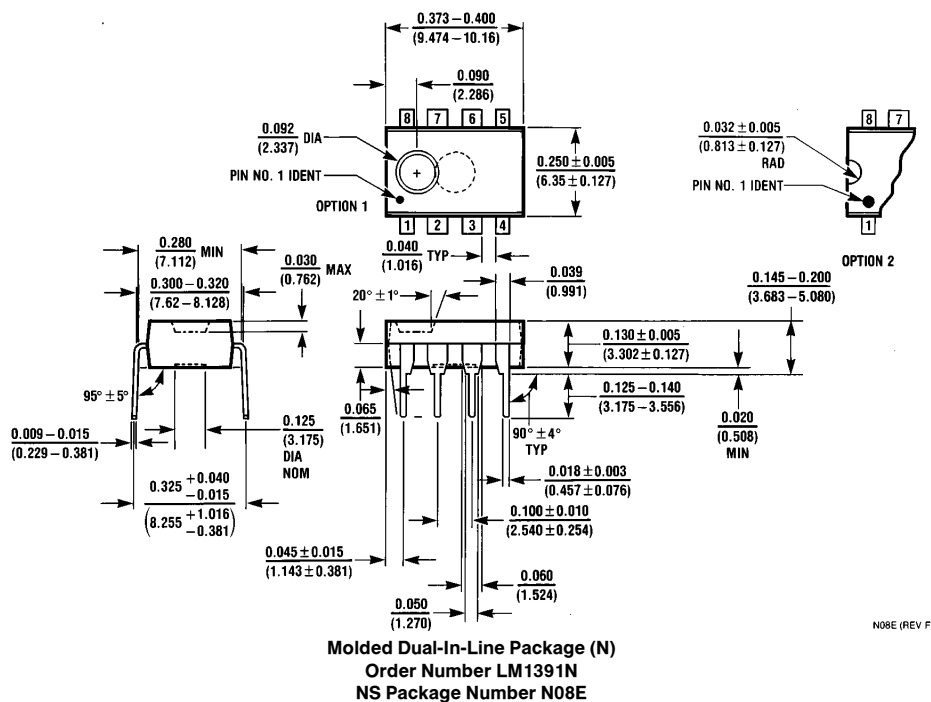 0.373 – 0.400
(9.474 – 10.16)
0.090
(2.286)
8 7 6 5
0.092 DIA
(2.337)
PIN NO. 1 IDENT
OPTION 1
0.250 ± 0.005
(6.35 ± 0.127)
1 2 3 4
8 7
0.032 ± 0.005
(0.813 ± 0.127)
RAD
PIN NO. 1 IDENT
1
OPTION 2
0.280 MIN
(7.112)
0.300 – 0.320
(7.62 – 8.128)
0.030 MAX
(0.762)
0.040 TYP
(1.016)
0.039
(0.991)
20° ± 1°
0.145 – 0.200
(3.683 – 5.080)
0.130 ± 0.005
(3.302 ± 0.127)
0.125 – 0.140
(3.175 – 3.556)
0.020
(0.508)
MIN
95° ± 5°
0.009 – 0.015
(0.229 – 0.381)
0.125
(3.175)
DIA
NOM
0.065
(1.651)
90° ± 4°
TYP
0.018 ± 0.003
(0.457 ± 0.076)
0.325 +0.040
−0.015
(8.255 +1.016
−0.381)
0.100 ± 0.010
(2.540 ± 0.254)
0.045 ± 0.015
(1.143 ± 0.381)
0.060
(1.524)
0.050
(1.270)
N08E (REV F
Molded Dual-In-Line Package (N)
Order Number LM1391N
NS Package Number N08E